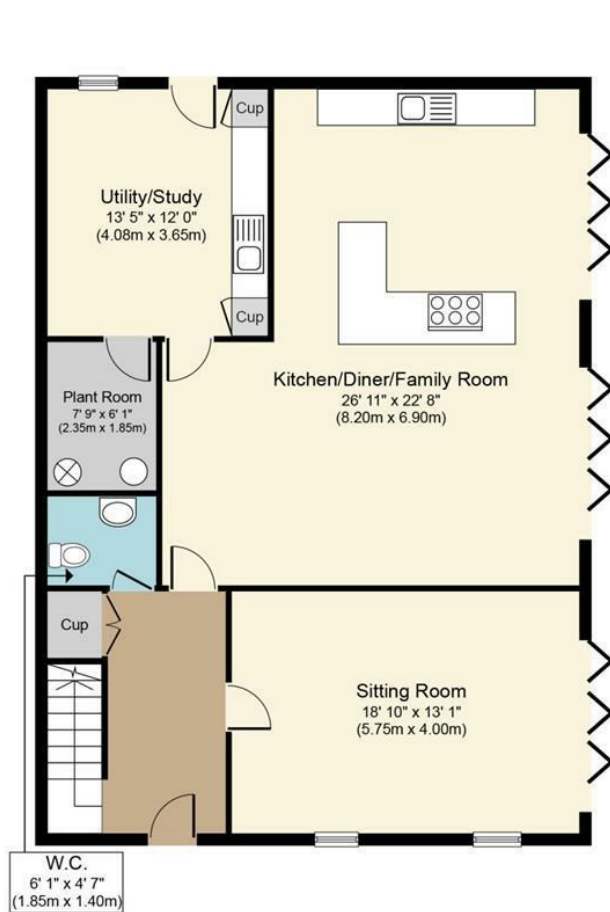 Cup
Utility/Study
13' 5" x 12' 0"
(4.08m x 3.65m)
Cup
Kitchen/Diner/Family Room
26' 11" x 22' 8"
(8.20m x 6.90m)
Plant Room
7' 9" x 6' 1"
(2.35m x 1.85m)
Cup
Sitting Room
18' 10" x 13' 1"
(5.75m x 4.00m)
W.C.
6' 1" x 4' 7"
(1.85m x 1.40m)